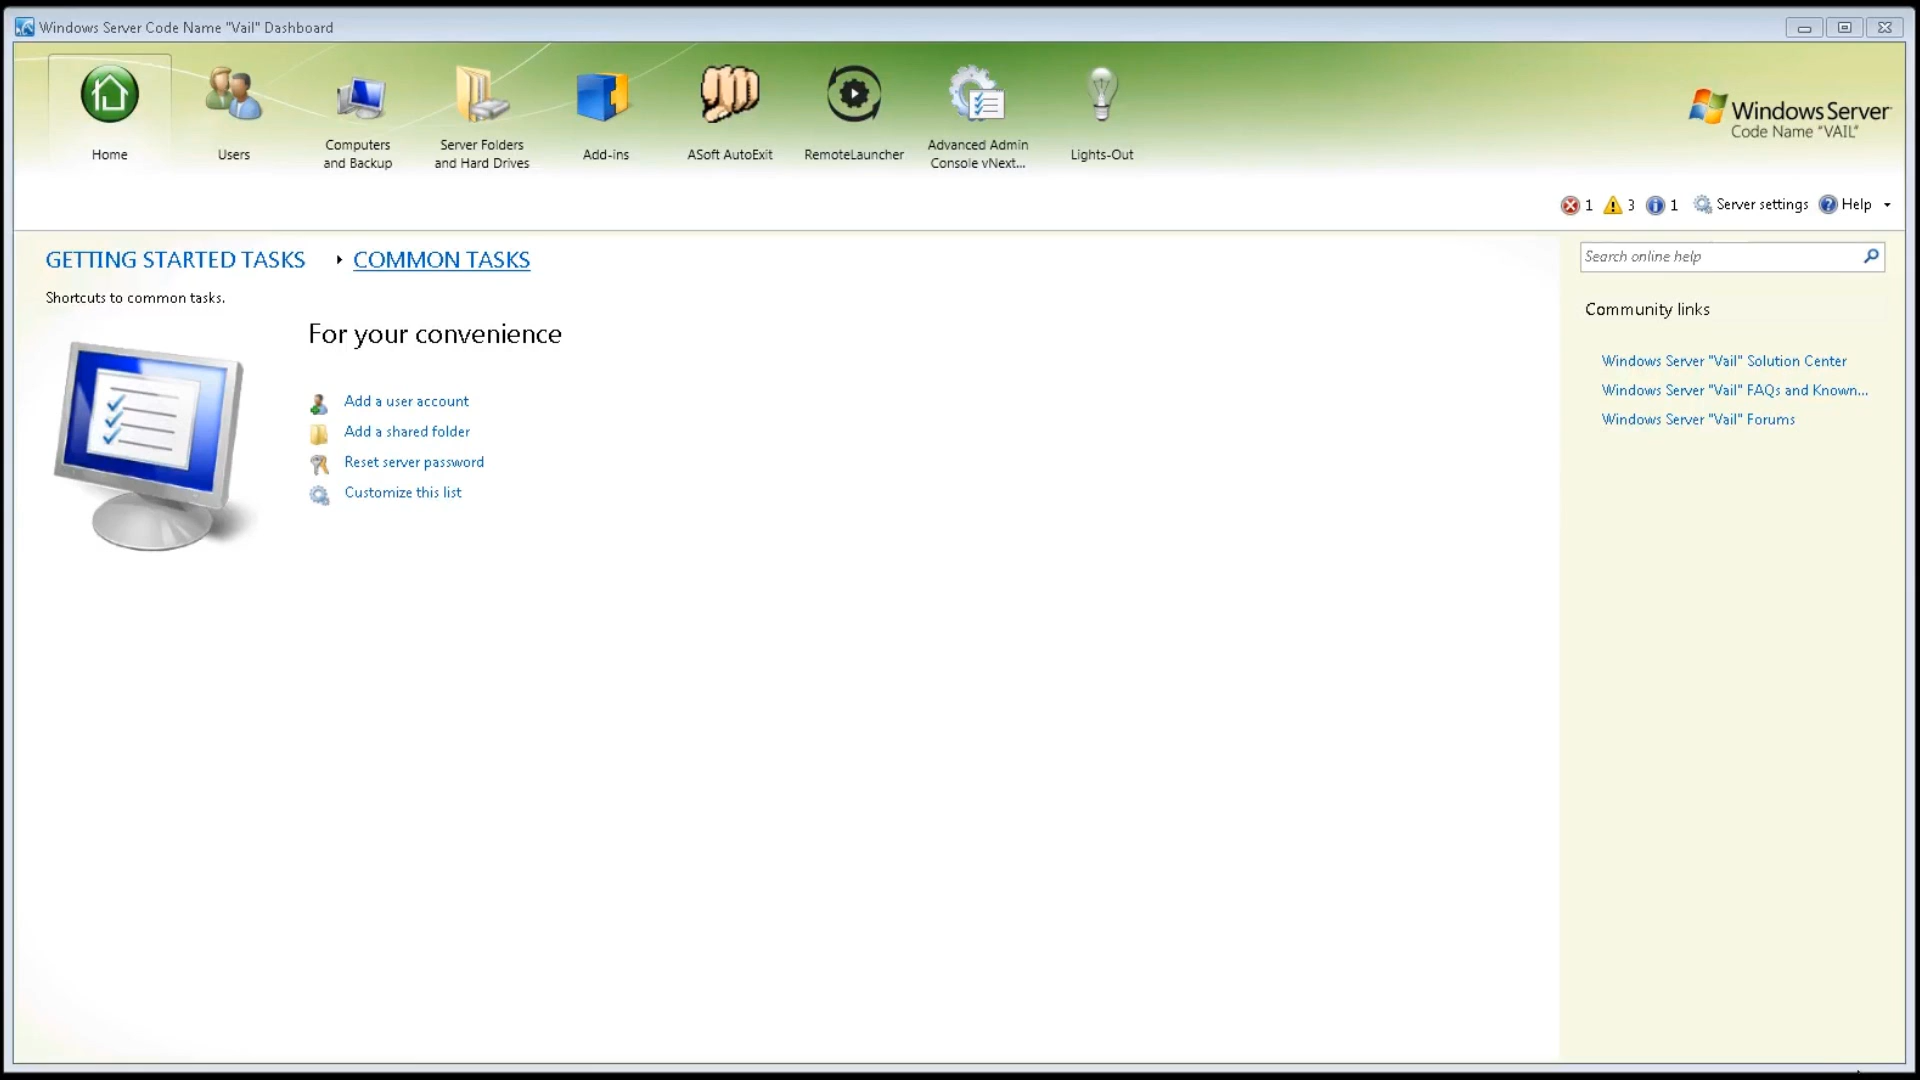 Windows Server Code Name "Vail" Dashboard
Home
Users
Computers
and Backup
Server Folders
and Hard Drives
Add-ins
ASoft AutoExit
RemoteLauncher
Advanced Admin
Console vNext...
Lights-Out
Windows Server
Code Name "VAIL"
1 3 1 Server settings Help
GETTING STARTED TASKS COMMON TASKS
Shortcuts to common tasks.
For your convenience
Add a user account
Add a shared folder
Reset server password
Customize this list
Search online help
Community links
Windows Server "Vail" Solution Center
Windows Server "Vail" FAQs and Known...
Windows Server "Vail" Forums